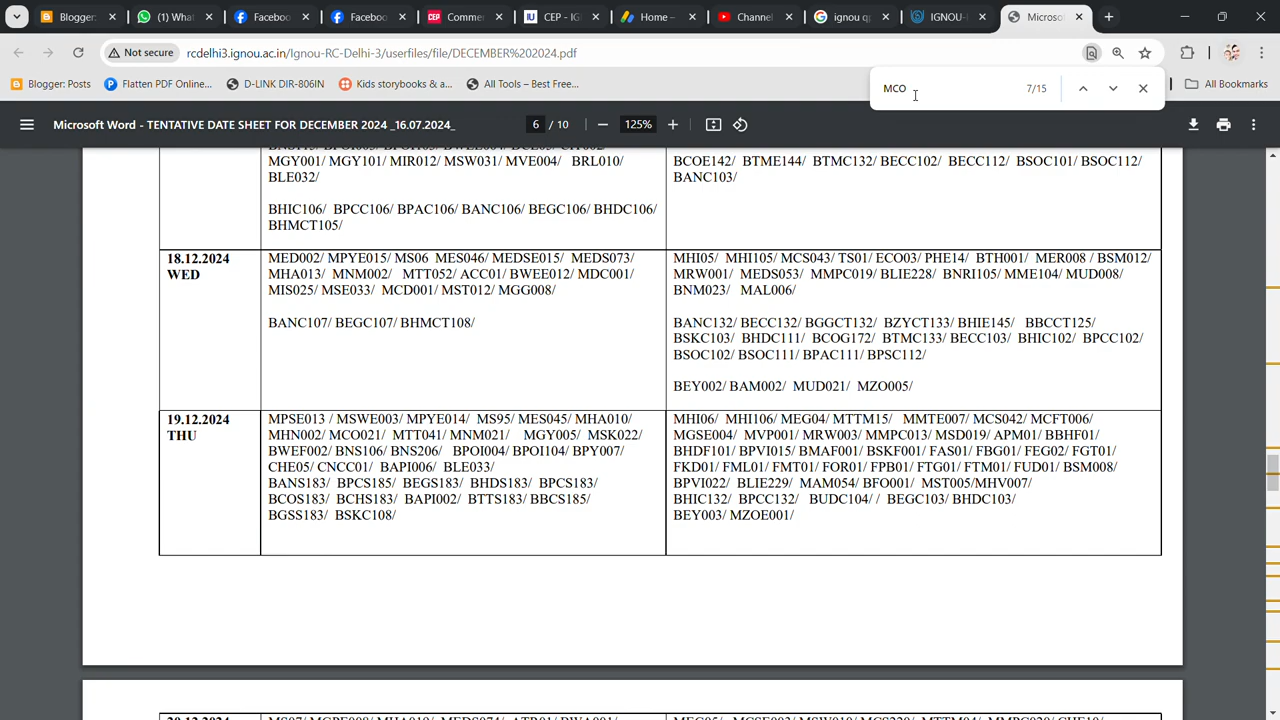 Blogger:
(1) Wha
Faceboo
Faceboo
Comme
CEP - IG
Home –
Channel
ignou q
IGNOU-
Microso
Not secure
rcdelhi3.ignou.ac.in/Ignou-RC-Delhi-3/userfiles/file/DECEMBER%202024.pdf
Blogger: Posts
Flatten PDF Online...
D-LINK DIR-806IN
Kids storybooks &a...
All Tools – Best Free...
All Bookmarks
MCO
7/15
Microsoft Word - TENTATIVE DATE SHEET FOR DECEMBER 2024 _16.07.2024_
6 / 10
125%
MGY001/ MGY101/ MIR012/ MSW031/ MVE004/ BRL010/
BLE032/
BHIC106/ BPCC106/ BPAC106/ BANC106/ BEGC106/ BHDC106/
BHMCT105/
BCOE142/ BTME144/ BTMC132/ BECC102/ BECC112/ BSOC101/ BSOC112/
BANC103/
18.12.2024
WED
MED002/ MPYE015/ MS06 MES046/ MEDSE015/ MEDS073/
MHA013/ MNM002/ MTT052/ ACC01/ BWEE012/ MDC001/
MIS025/ MSE033/ MCD001/ MST012/ MGG008/
BANC107/ BEGC107/ BHMCT108/
MHI05/ MHI105/ MCS043/ TS01/ ECO03/ PHE14/ BTH001/ MER008 / BSM012/
MRW001/ MEDS053/ MMPC019/ BLIE228/ BNRI105/ MME104/ MUD008/
BNM023/ MAL006/
BANC132/ BECC132/ BGGCT132/ BZYCT133/ BHIE145/ BBCCT125/
BSKC103/ BHDC111/ BCOG172/ BTMC133/ BECC103/ BHIC102/ BPCC102/
BSOC102/ BSOC111/ BPAC111/ BPSC112/
BEY002/ BAM002/ MUD021/ MZO005/
19.12.2024
THU
MPSE013 / MSWE003/ MPYE014/ MS95/ MES045/ MHA010/
MHN002/ MCO021/ MTT041/ MNM021/ MGY005/ MSK022/
BWEF002/ BNS106/ BNS206/ BPOI004/ BPOI104/ BPY007/
CHE05/ CNCC01/ BAPI006/ BLE033/
BANS183/ BPCS185/ BEGS183/ BHDS183/ BPCS183/
BCOS183/ BCHS183/ BAPI002/ BTTS183/ BBCS185/
BGSS183/ BSKC108/
MHI06/ MHI106/ MEG04/ MTTM15/ MMTE007/ MCS042/ MCFT006/
MGSE004/ MVP001/ MRW003/ MMPC013/ MSD019/ APM01/ BBHF01/
BHDF101/ BPVI015/ BMAF001/ BSKF001/ FAS01/ FBG01/ FEG02/ FGT01/
FKD01/ FML01/ FMT01/ FOR01/ FPB01/ FTG01/ FTM01/ FUD01/ BSM008/
BPVI022/ BLIE229/ MAM054/ BFO001/ MST005/MHV007/
BHIC132/ BPCC132/ BUDC104/ / BEGC103/ BHDC103/
BEY003/ MZOE001/